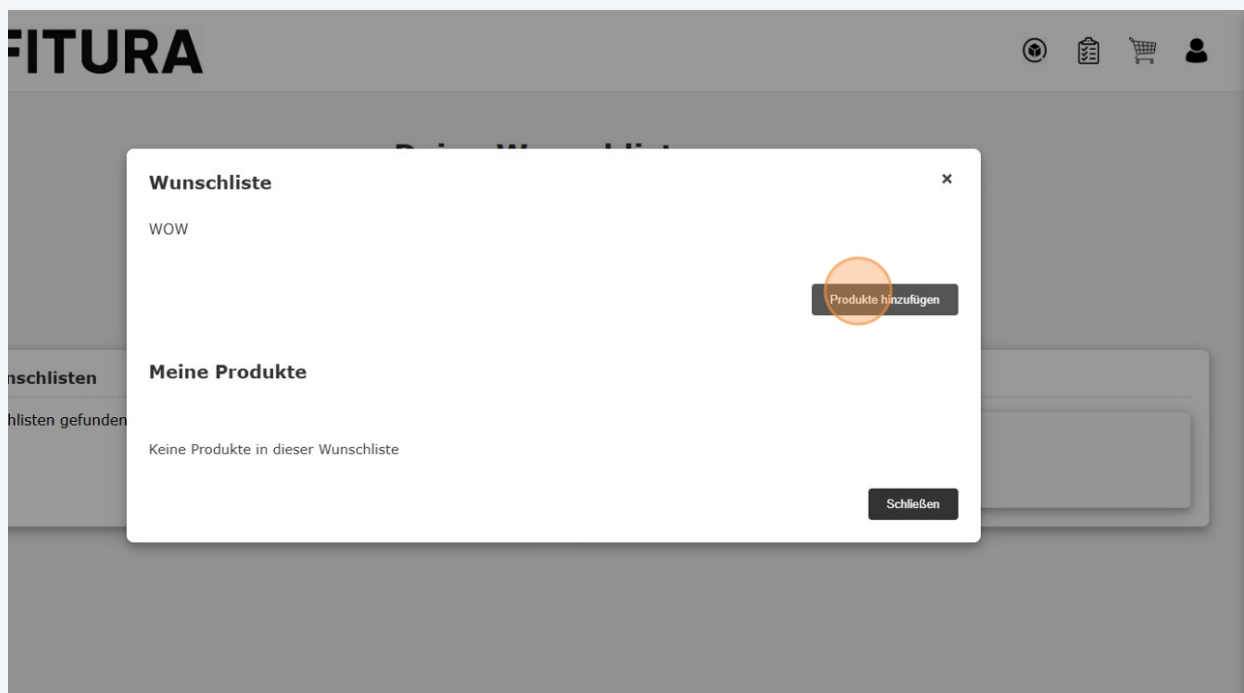 FITURA
Wunschliste
×
WOW
Produkte hinzufügen
nschlisten
Meine Produkte
hlisten gefunden
Keine Produkte in dieser Wunschliste
Schließen